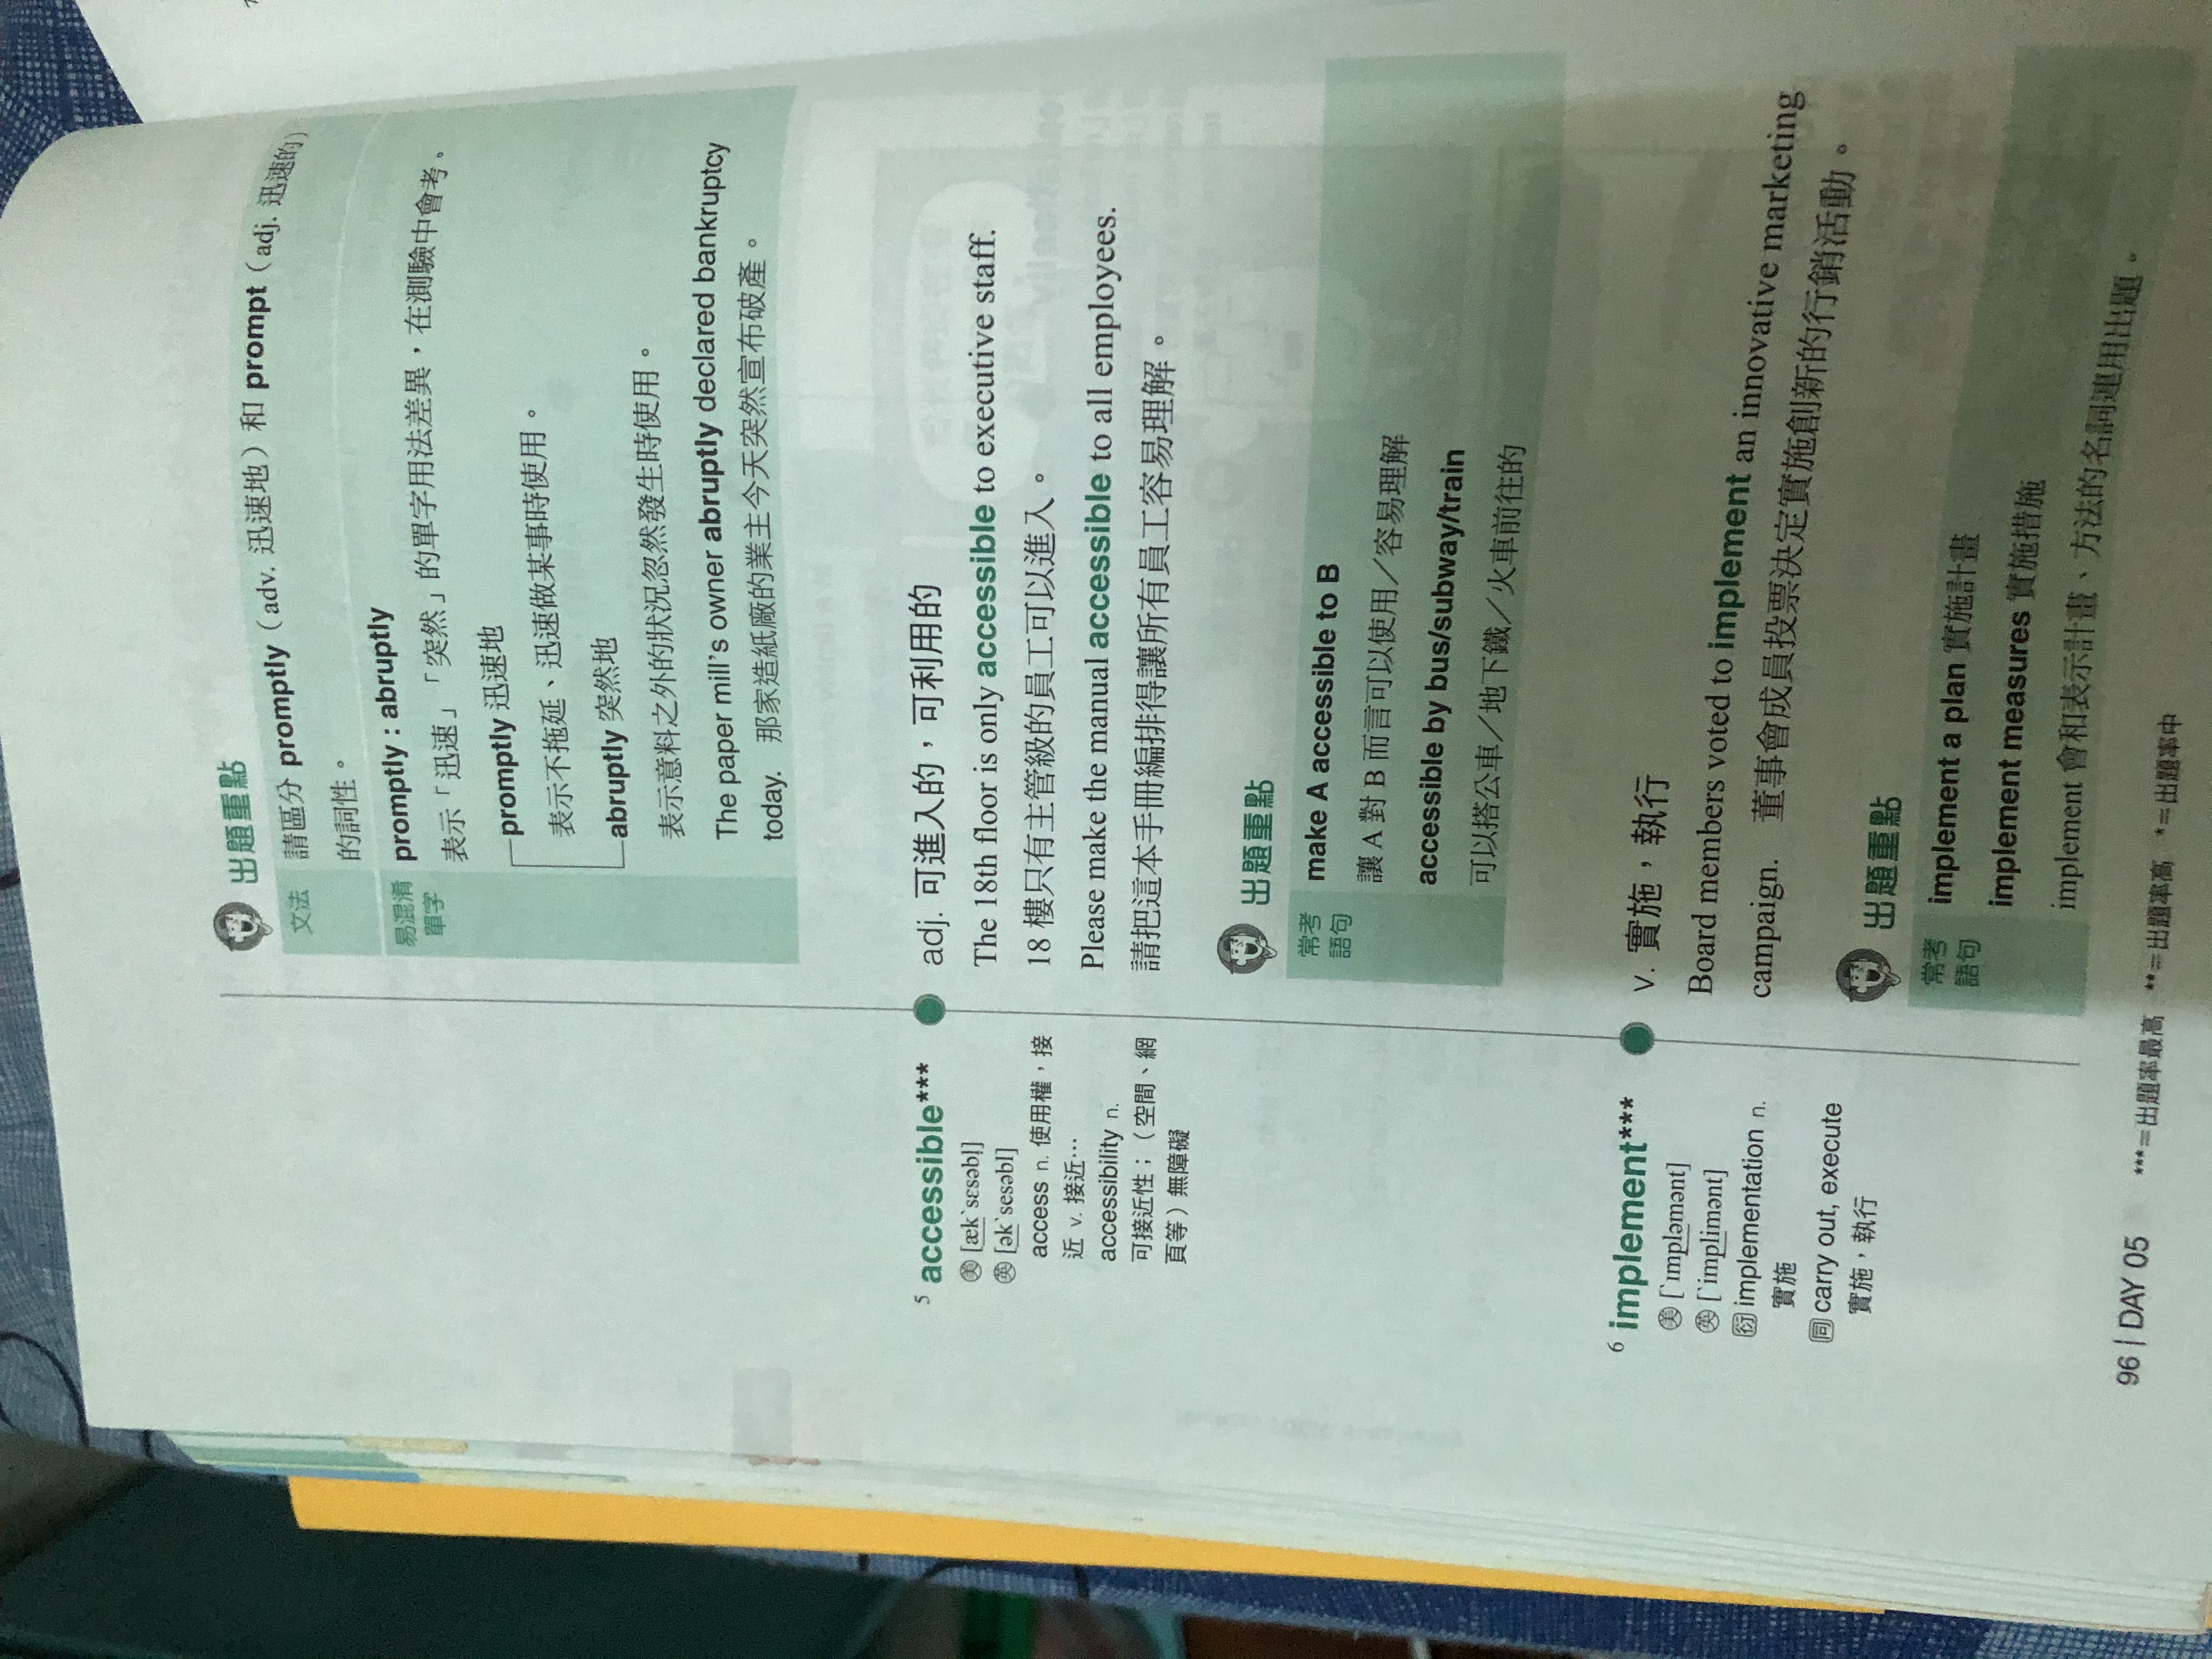 出題重點
文法 請區分 promptly（adv. 迅速地）和 prompt（adj. 迅速的）
的詞性。
易混淆
單字
promptly : abruptly
表示「迅速」「突然」的單字用法差異，在測驗中會考。
promptly 迅速地
表示不拖延、迅速做某事時使用。
abruptly 突然地
表示意料之外的狀況忽然發生時使用。
The paper mill's owner abruptly declared bankruptcy
today. 那家造紙廠的業主今天突然宣布破產。
5 accessible***
美 [æk`sɛsəbḷ]
英 [ək`sesəbl]
access n. 使用權，接
近 v. 接近…
accessibility n.
可接近性；（空間、網
頁等）無障礙
adj. 可進入的，可利用的
The 18th floor is only accessible to executive staff.
18 樓只有主管級的員工可以進入。
Please make the manual accessible to all employees.
請把這本手冊編排得讓所有員工容易理解。
出題重點
常考
語句
make A accessible to B
讓 A 對 B 而言可以使用／容易理解
accessible by bus/subway/train
可以搭公車／地下鐵／火車前往的
6 implement***
美 [`ɪmpləmənt]
英 [`implimənt]
衍 implementation n.
實施
同 carry out, execute
實施，執行
v. 實施，執行
Board members voted to implement an innovative marketing
campaign. 董事會成員投票決定實施創新的行銷活動。
出題重點
常考
語句
implement a plan 實施計畫
implement measures 實施措施
implement 會和表示計畫、方法的名詞連用出題。
96 | DAY 05 ***＝出題率最高 **＝出題率高 *＝出題率中